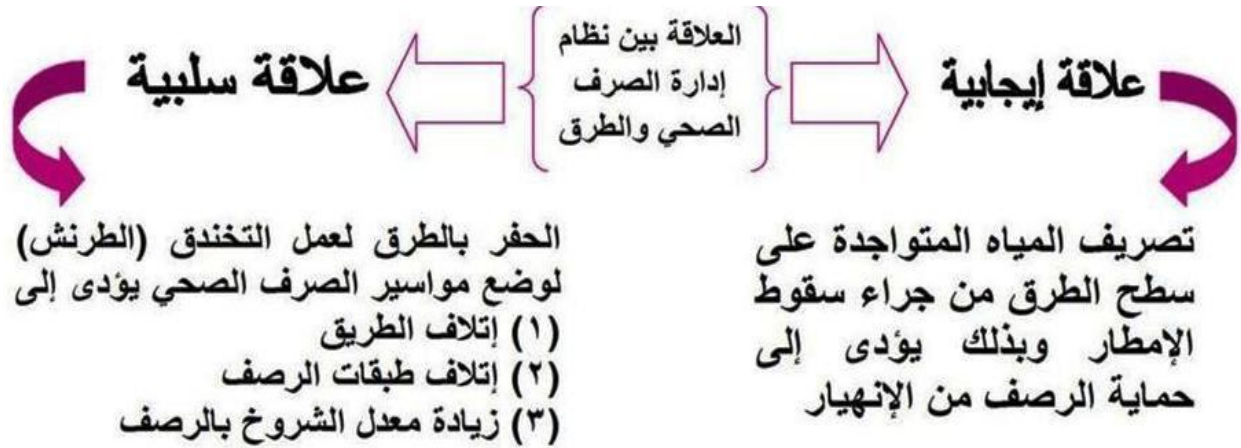 العلاقة بين نظام
إدارة الصرف
الصحي والطرق
علاقة إيجابية
تصريف المياه المتواجدة على
سطح الطرق من جراء سقوط
الإمطار وبذلك يؤدى إلى
حماية الرصف من الإنهيار
علاقة سلبية
الحفر بالطرق لعمل التخندق (الطرنش)
لوضع مواسير الصرف الصحي يؤدى إلى
(١) إتلاف الطريق
(٢) إتلاف طبقات الرصف
(٣) زيادة معدل الشروخ بالرصف